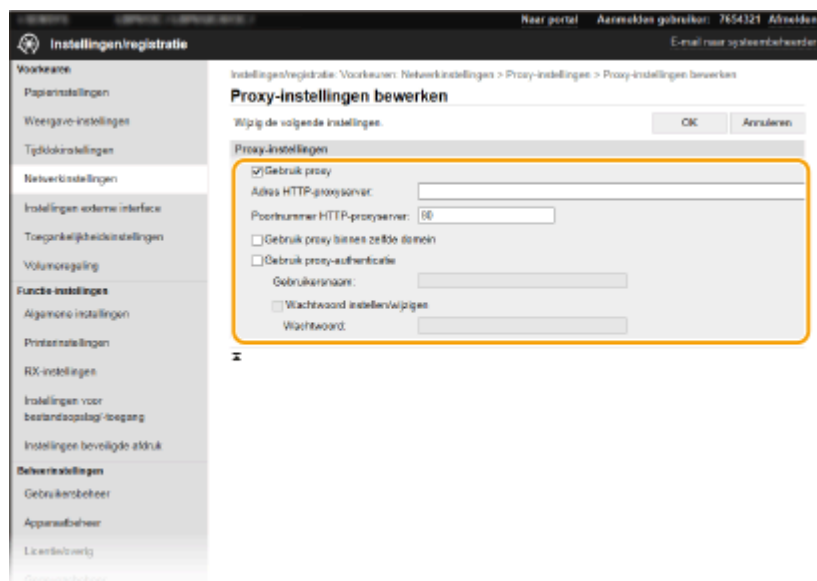 Naar portal Aanmelden gebruiker: 7654321 Afmelden
Instellingen/registratie
E-mail naar systeembeheerder
Voorkeuren
Papierinstellingen
Weergave-instellingen
Tijdklokinstellingen
Netwerkinstellingen
Instellingen externe interface
Toegankelijkheidsinstellingen
Volumeregeling
Functie-instellingen
Algemene instellingen
Printerinstellingen
RX-instellingen
Instellingen voor
bestandsopslag/-toegang
Instellingen beveiligde afdruk
Beheerinstellingen
Gebruikersbeheer
Apparaatbeheer
Licentie/overig
Instellingen/registratie: Voorkeuren: Netwerkinstellingen > Proxy-instellingen > Proxy-instellingen bewerken
Proxy-instellingen bewerken
Wijzig de volgende instellingen.
OK
Annuleren
Proxy-instellingen
Gebruik proxy
Adres HTTP-proxyserver:
Poortnummer HTTP-proxyserver: 80
Gebruik proxy binnen zelfde domein
Gebruik proxy-authenticatie
Gebruikersnaam:
Wachtwoord instellen/wijzigen
Wachtwoord: